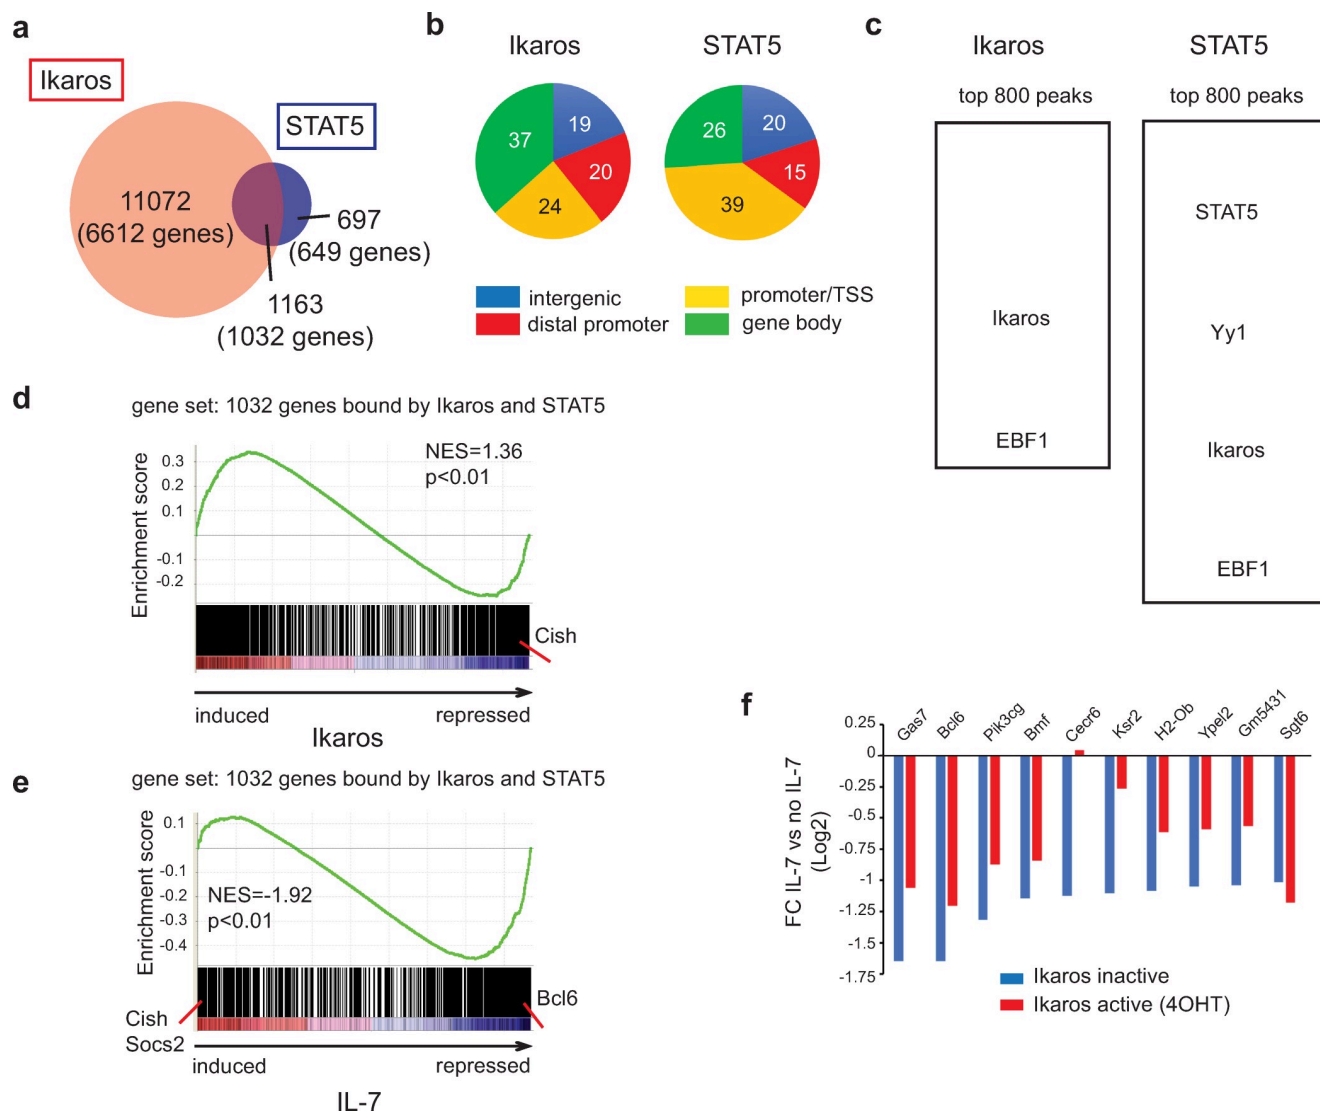 a
Ikaros
STAT5
11072
(6612 genes)
697
(649 genes)
1163
(1032 genes)
b
Ikaros
STAT5
37
19
20
24
26
20
15
39
intergenic
promoter/TSS
distal promoter
gene body
c
Ikaros
STAT5
top 800 peaks
top 800 peaks
Ikaros
EBF1
STAT5
Yy1
Ikaros
EBF1
d
gene set: 1032 genes bound by Ikaros and STAT5
Enrichment score
0.3
0.2
0.1
-0.1
-0.2
NES=1.36
p<0.01
Cish
induced
repressed
Ikaros
e
gene set: 1032 genes bound by Ikaros and STAT5
Enrichment score
0.1
-0.1
-0.2
-0.3
-0.4
NES=-1.92
p<0.01
Bcl6
Cish
Socs2
induced
repressed
IL-7
f
FC IL-7 vs no IL-7
(Log2)
0.25
0
-0.25
-0.5
-0.75
-1
-1.25
-1.5
-1.75
Gas7
Bcl6
Pik3cg
Bmf
Cecr6
Ksr2
H2-Ob
Ypel2
Gm5431
Sgt6
Ikaros inactive
Ikaros active (4OHT)